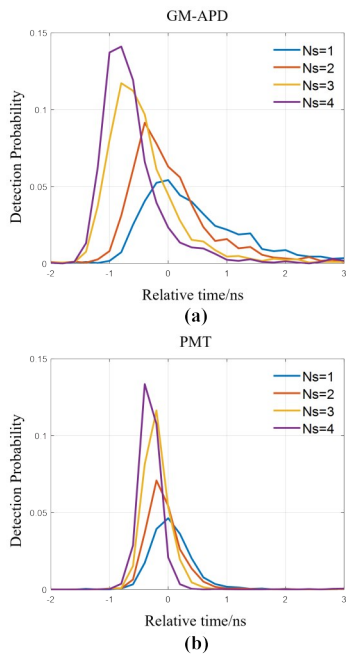 GM-APD
0.15
0.1
0.05
0
Detection Probability
Ns=1
Ns=2
Ns=3
Ns=4
-2 -1 0 1 2 3
Relative time/ns
(a)
PMT
0.15
0.1
0.05
0
Detection Probability
Ns=1
Ns=2
Ns=3
Ns=4
-2 -1 0 1 2 3
Relative time/ns
(b)